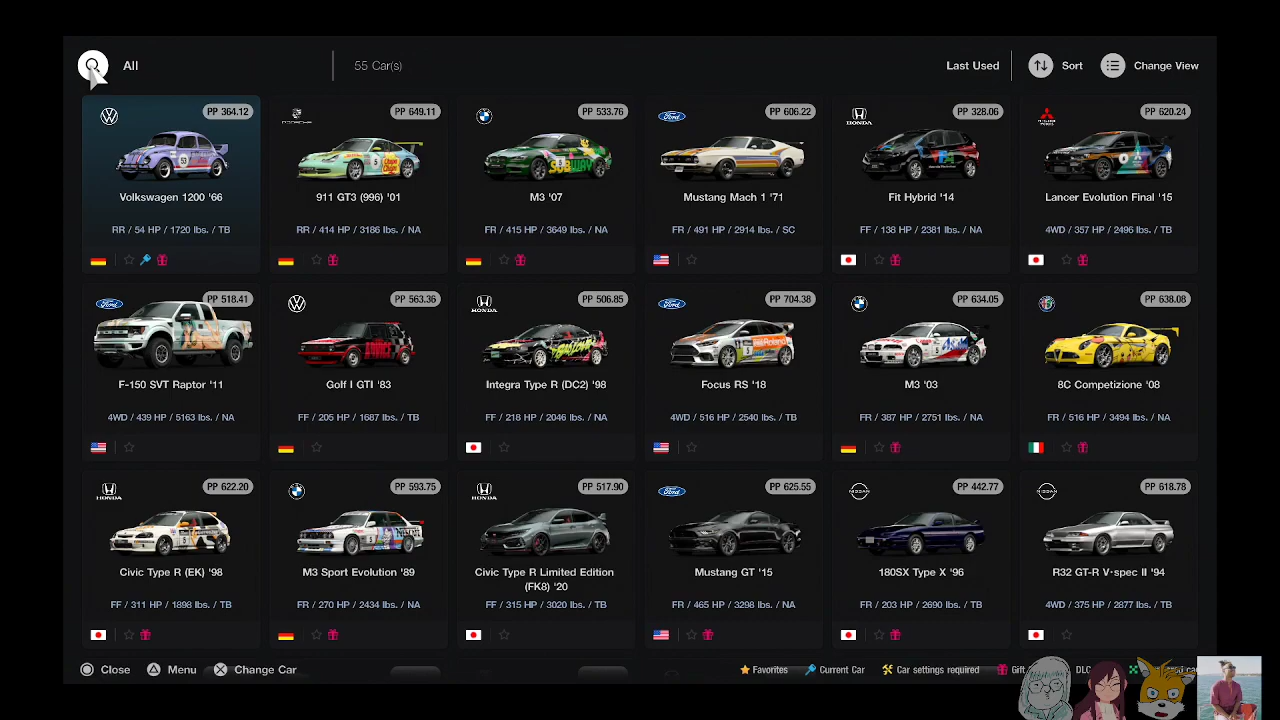 All
55 Car(s)
Last Used
Sort
Change View
PP 364.12
Volkswagen 1200 '66
RR / 54 HP / 1720 lbs. / TB
PP 649.11
911 GT3 (996) '01
RR / 414 HP / 3186 lbs. / NA
PP 533.76
SUBWAY
M3 '07
FR / 415 HP / 3649 lbs. / NA
Ford
PP 606.22
Mustang Mach 1 '71
FR / 491 HP / 2914 lbs. / SC
HONDA
PP 328.06
Fit Hybrid '14
FF / 138 HP / 2381 lbs. / NA
PP 620.24
Lancer Evolution Final '15
4WD / 357 HP / 2496 lbs. / TB
Ford
PP 518.41
F-150 SVT Raptor '11
4WD / 439 HP / 5163 lbs. / NA
PP 563.36
Golf I GTI '83
FF / 205 HP / 1687 lbs. / TB
HONDA
PP 506.85
Integra Type R (DC2) '98
FF / 218 HP / 2046 lbs. / NA
Ford
PP 704.38
Focus RS '18
4WD / 516 HP / 2540 lbs. / TB
PP 634.05
M3 '03
FR / 387 HP / 2751 lbs. / NA
PP 638.08
8C Competizione '08
FR / 516 HP / 3494 lbs. / NA
HONDA
PP 622.20
Civic Type R (EK) '98
FF / 311 HP / 1898 lbs. / TB
PP 593.75
M3 Sport Evolution '89
FR / 270 HP / 2434 lbs. / NA
HONDA
PP 517.90
Civic Type R Limited Edition
(FK8) '20
FF / 315 HP / 3020 lbs. / TB
Ford
PP 625.55
Mustang GT '15
FR / 465 HP / 3298 lbs. / NA
PP 442.77
180SX Type X '96
FR / 203 HP / 2690 lbs. / TB
PP 618.78
R32 GT-R V・spec II '94
4WD / 375 HP / 2877 lbs. / TB
Close
Menu
Change Car
Favorites
Current Car
Car settings required
Gift
DLC